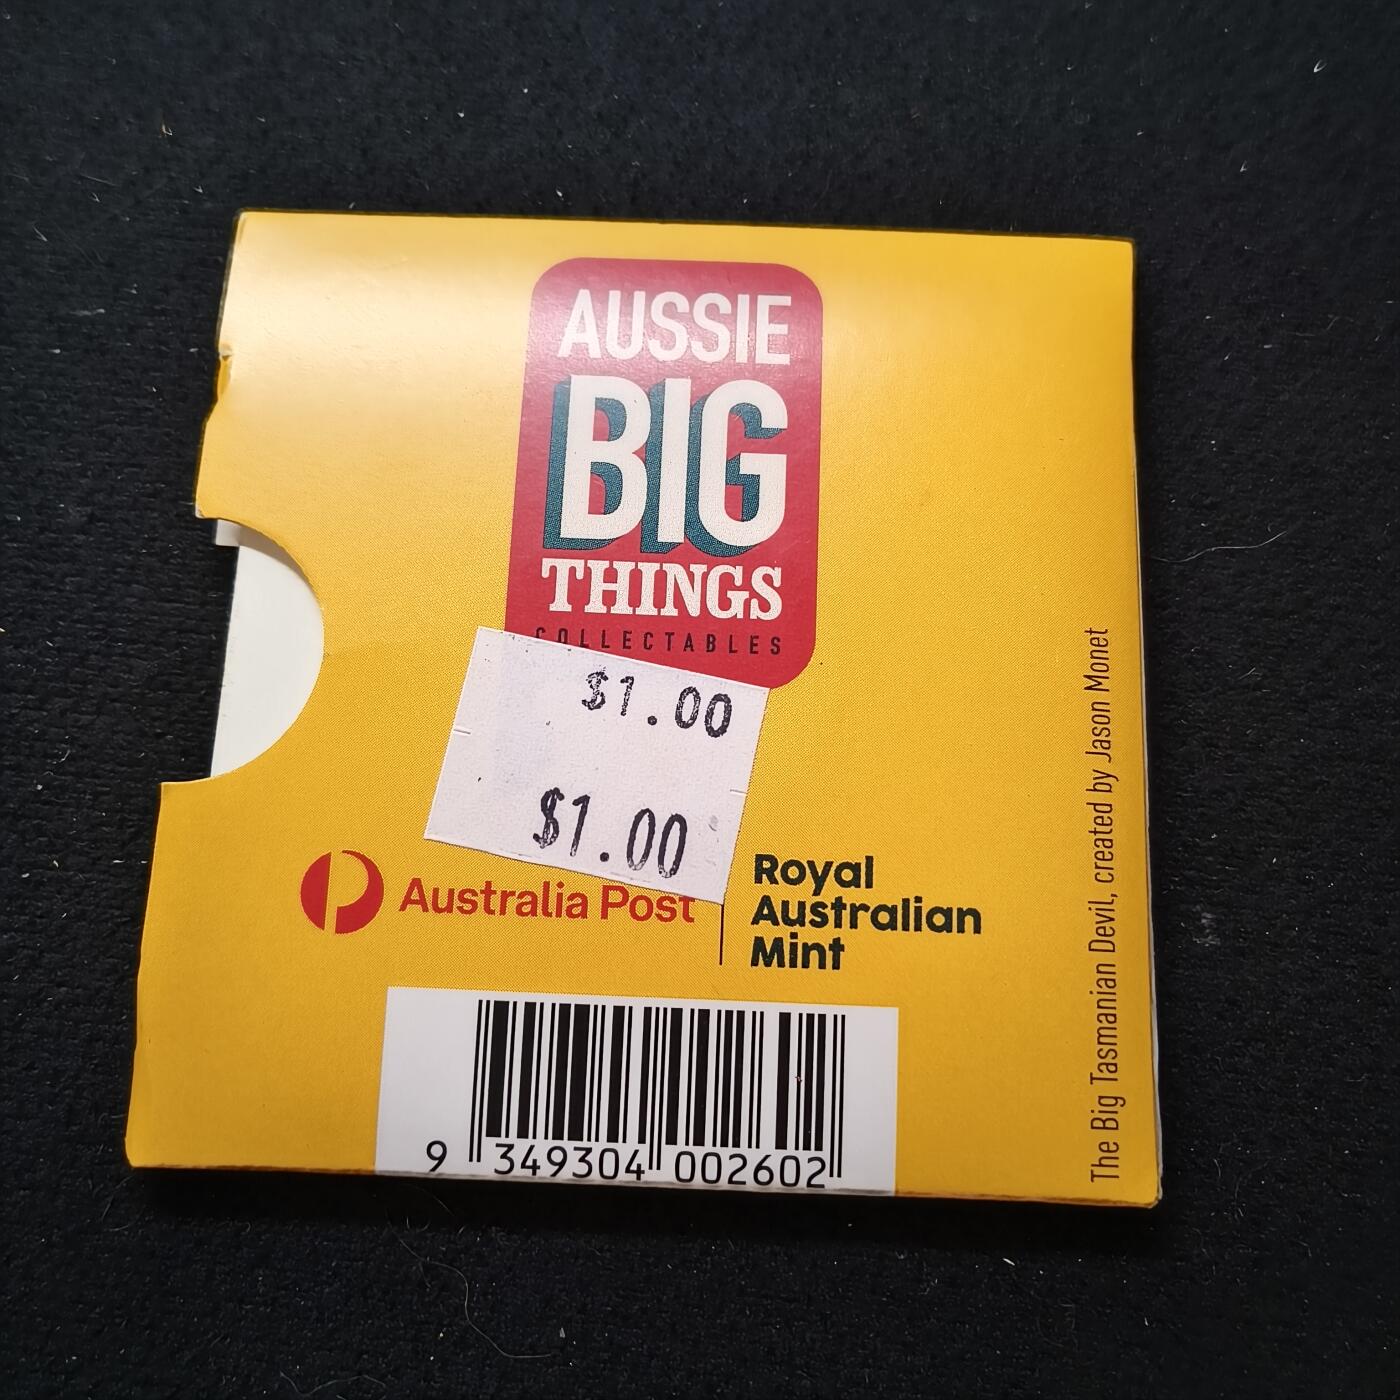 AUSSIE
BIG
THINGS
COLLECTABLES
$1.00
$1.00
Australia Post
Royal
Australian
Mint
9 349304 002602
The Big Tasmanian Devil, created by Jason Monet